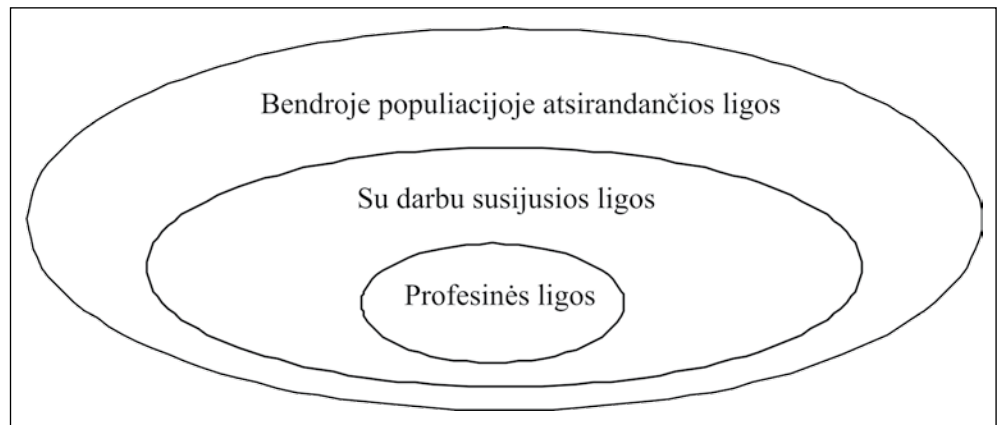 Bendroje populiacijoje atsirandančios ligos
Su darbu susijusios ligos
Profesinės ligos